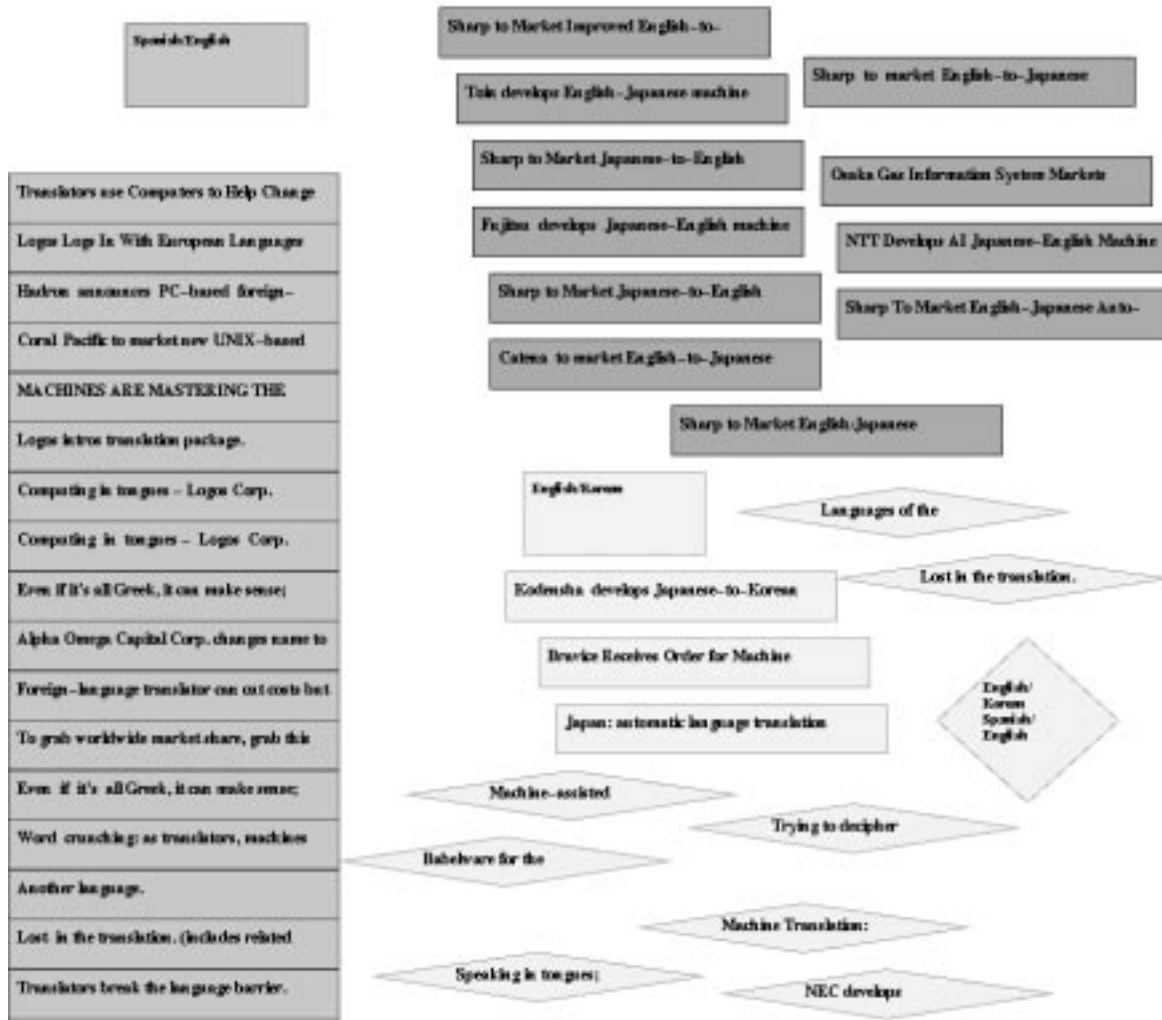 Spanish/English
Translators use Computers to Help Change
Logos Logs In With European Languages
Hadron announces PC-based foreign-
Coral Pacific to market new UNIX-based
MACHINES ARE MASTERING THE
Logos intros translation package.
Computing in tongues - Logos Corp.
Computing in tongues - Logos Corp.
Even if it's all Greek, it can make sense;
Alpha Omega Capital Corp. changes name to
Foreign-language translator can cut costs but
To grab worldwide market share, grab this
Even if it's all Greek, it can make sense;
Word crunching: as translators, machines
Another language.
Lost in the translation. (includes related
Translators break the language barrier.
Sharp to Market Improved English-to-
Sharp to market English-to-Japanese
Toin develops English-Japanese machine
Sharp to Market Japanese-to-English
Osaka Gas Information System Markets
Fujitsu develops Japanese-English machine
NTT Develops AI Japanese-English Machine
Sharp to Market Japanese-to-English
Sharp To Market English-Japanese Auto-
Catena to market English-to-Japanese
Sharp to Market English/Japanese
English/Korean
Languages of the
Lost in the translation.
Kodensha develops Japanese-to-Korean
Bravice Receives Order for Machine
Japan: automatic language translation
English/
Korean
Spanish/
English
Machine-assisted
Trying to decipher
Babelware for the
Machine Translation:
Speaking in tongues;
NEC develops